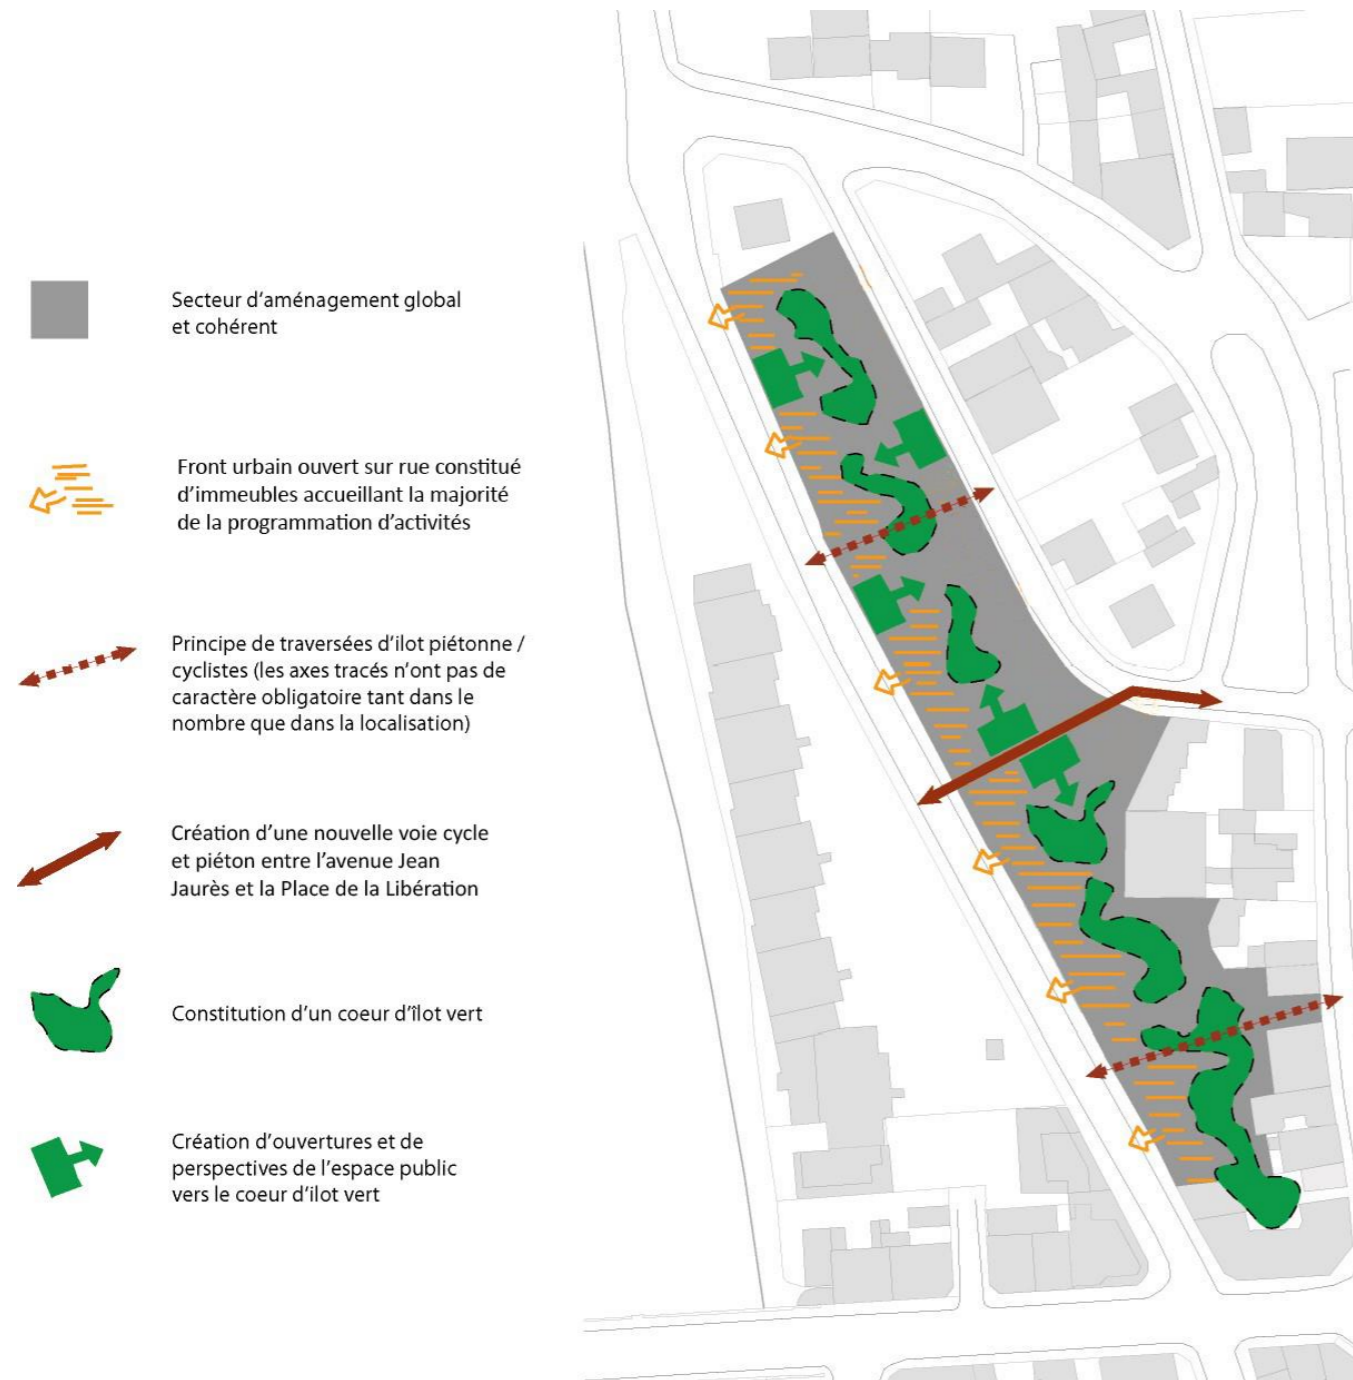 Secteur d'aménagement global
et cohérent
Front urbain ouvert sur rue constitué
d'immeubles accueillant la majorité
de la programmation d'activités
Principe de traversées d'ilot piétonne /
cyclistes (les axes tracés n'ont pas de
caractère obligatoire tant dans le
nombre que dans la localisation)
Création d'une nouvelle voie cycle
et piéton entre l'avenue Jean
Jaurès et la Place de la Libération
Constitution d'un coeur d'îlot vert
Création d'ouvertures et de
perspectives de l'espace public
vers le coeur d'ilot vert